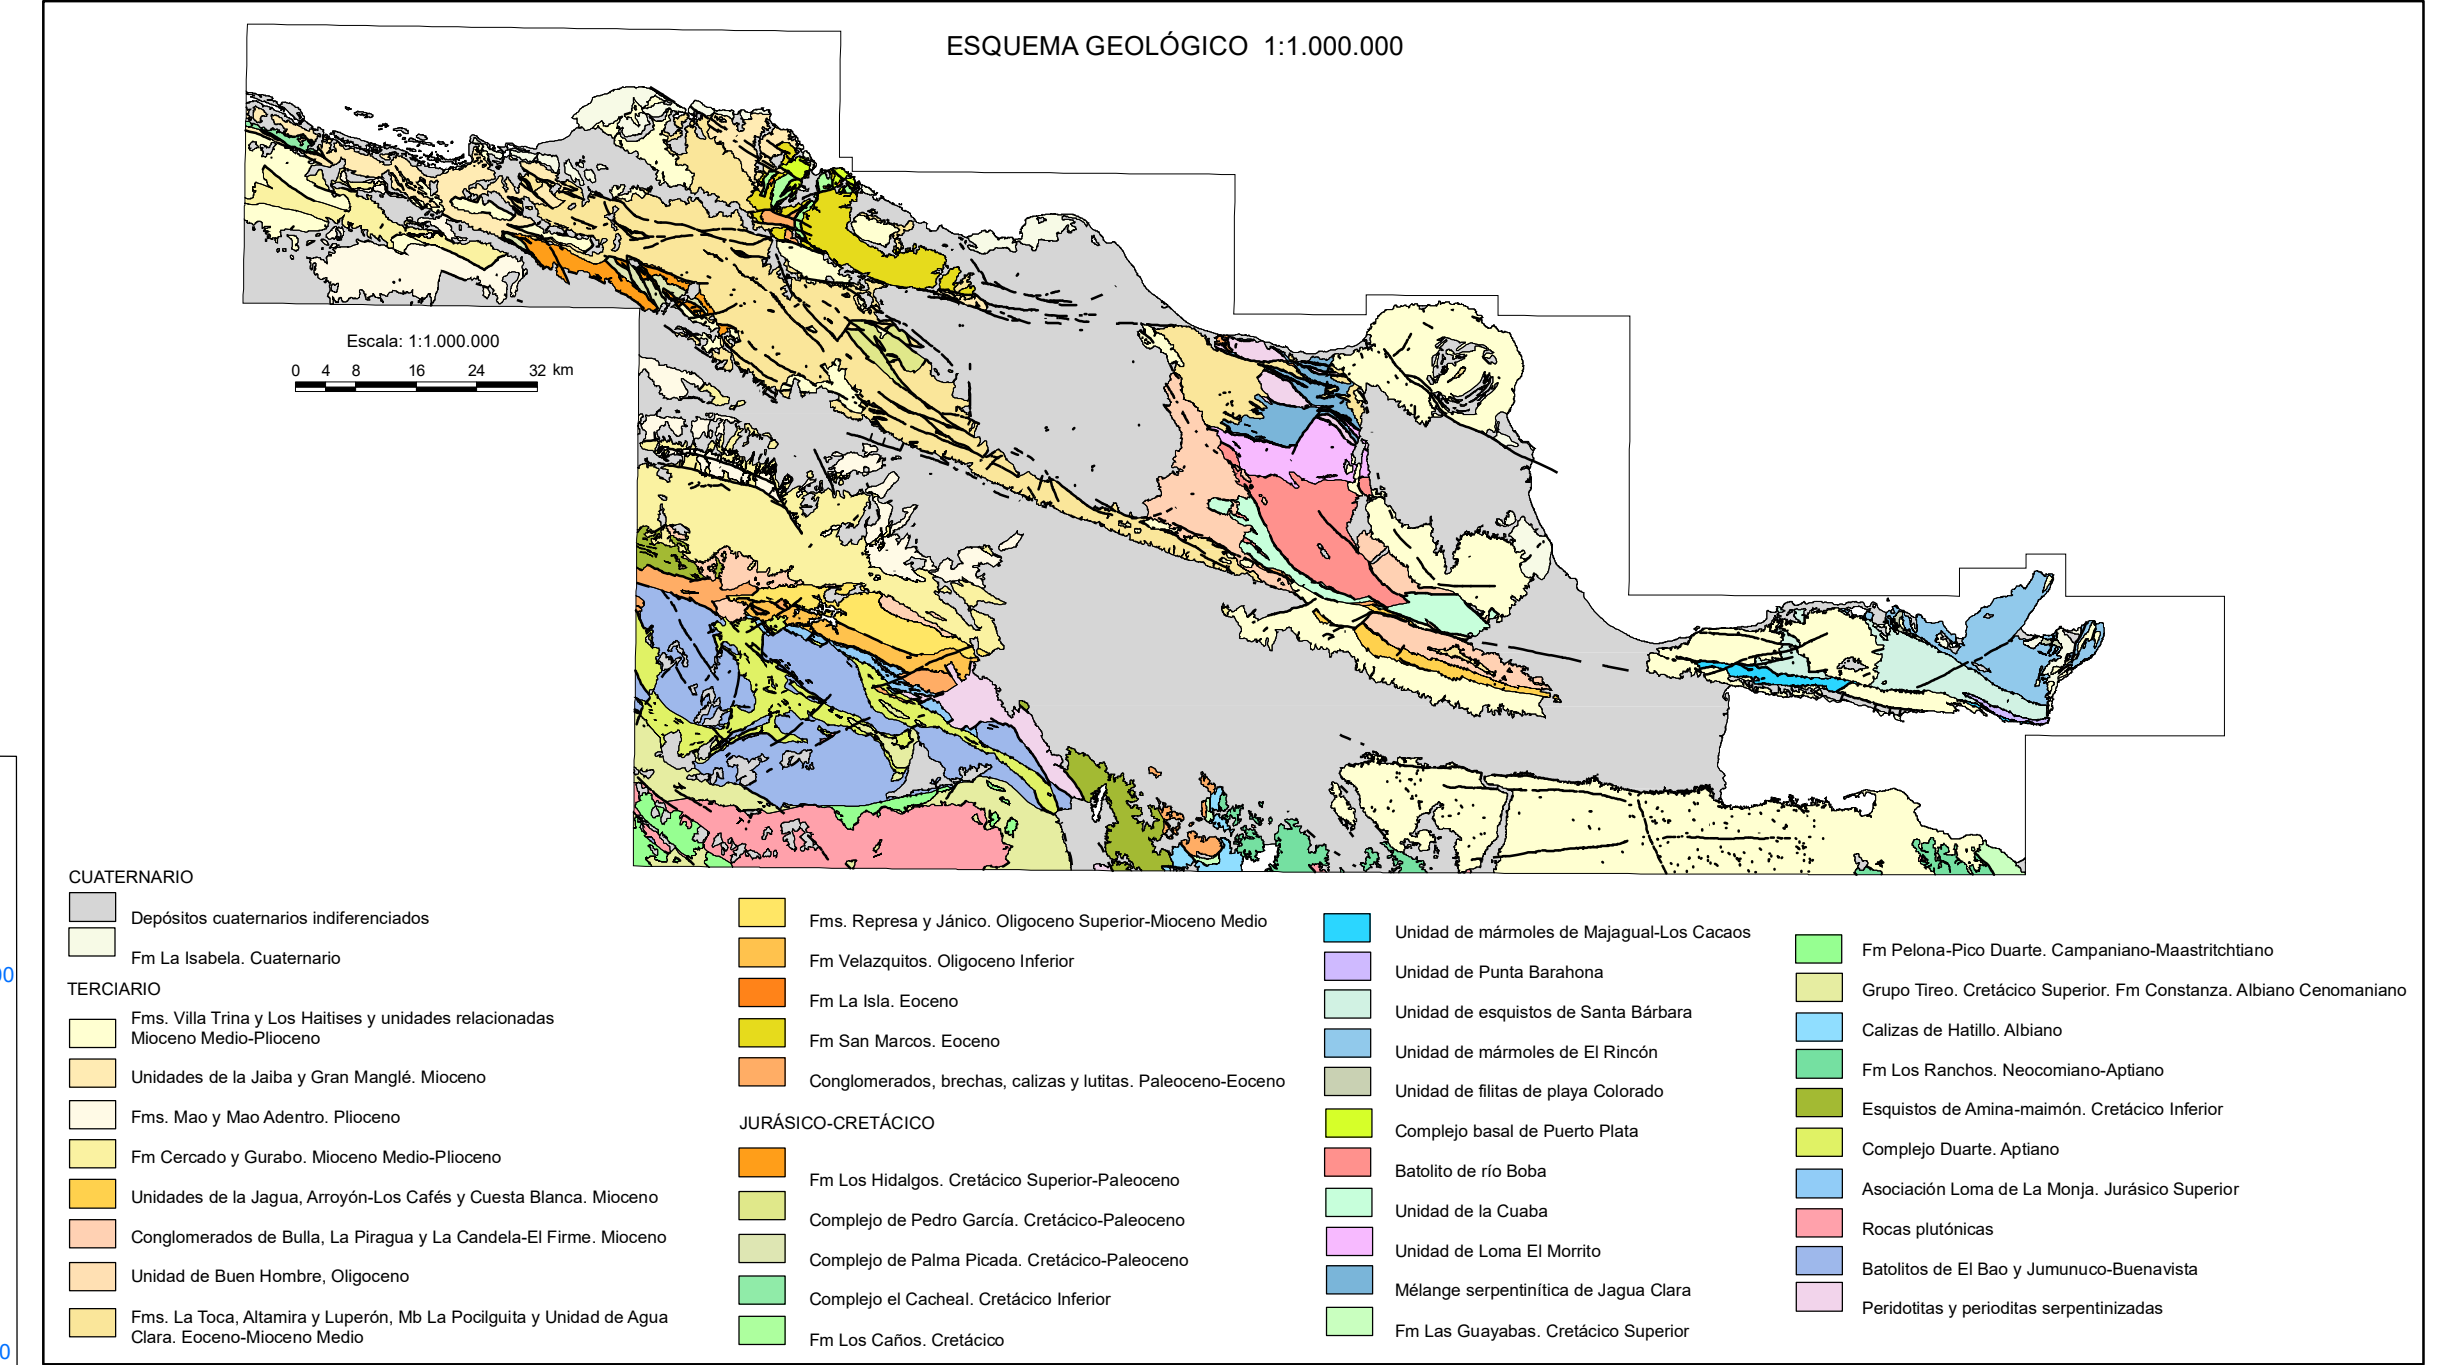 ESQUEMA GEOLÓGICO 1:1.000.000
Escala: 1:1.000.000
0 4 8 16 24 32 km
CUATERNARIO
Depósitos cuaternarios indiferenciados
Fm La Isabela. Cuaternario
TERCIARIO
Fms. Villa Trina y Los Haitises y unidades relacionadas
Mioceno Medio-Plioceno
Unidades de la Jaiba y Gran Manglé. Mioceno
Fms. Mao y Mao Adentro. Plioceno
Fm Cercado y Gurabo. Mioceno Medio-Plioceno
Unidades de la Jagua, Arroyón-Los Cafés y Cuesta Blanca. Mioceno
Conglomerados de Bulla, La Piragua y La Candela-El Firme. Mioceno
Unidad de Buen Hombre, Oligoceno
Fms. La Toca, Altamira y Luperón, Mb La Pocilguita y Unidad de Agua
Clara. Eoceno-Mioceno Medio
Fms. Represa y Jánico. Oligoceno Superior-Mioceno Medio
Fm Velazquitos. Oligoceno Inferior
Fm La Isla. Eoceno
Fm San Marcos. Eoceno
Conglomerados, brechas, calizas y lutitas. Paleoceno-Eoceno
JURÁSICO-CRETÁCICO
Fm Los Hidalgos. Cretácico Superior-Paleoceno
Complejo de Pedro García. Cretácico-Paleoceno
Complejo de Palma Picada. Cretácico-Paleoceno
Complejo el Cacheal. Cretácico Inferior
Fm Los Caños. Cretácico
Unidad de mármoles de Majagual-Los Cacaos
Unidad de Punta Barahona
Unidad de esquistos de Santa Bárbara
Unidad de mármoles de El Rincón
Unidad de filitas de playa Colorado
Complejo basal de Puerto Plata
Batolito de río Boba
Unidad de la Cuaba
Unidad de Loma El Morrito
Mélange serpentinítica de Jagua Clara
Fm Las Guayabas. Cretácico Superior
Fm Pelona-Pico Duarte. Campaniano-Maastritchtiano
Grupo Tireo. Cretácico Superior. Fm Constanza. Albiano Cenomaniano
Calizas de Hatillo. Albiano
Fm Los Ranchos. Neocomiano-Aptiano
Esquistos de Amina-maimón. Cretácico Inferior
Complejo Duarte. Aptiano
Asociación Loma de La Monja. Jurásico Superior
Rocas plutónicas
Batolitos de El Bao y Jumunuco-Buenavista
Peridotitas y perioditas serpentinizadas